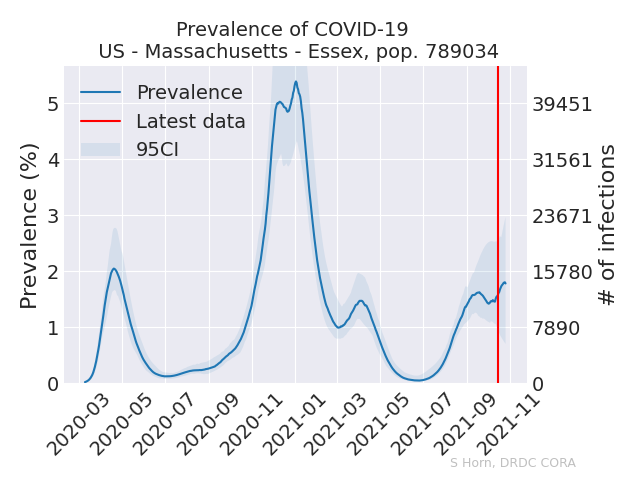 Prevalence of COVID-19
US - Massachusetts - Essex, pop. 789034
Prevalence
Latest data
95CI
Prevalence (%)
5
4
3
2
1
0
39451
31561
23671
15780
7890
0
# of infections
2020-03
2020-05
2020-07
2020-09
2020-11
2021-01
2021-03
2021-05
2021-07
2021-09
2021-11
S Horn, DRDC CORA